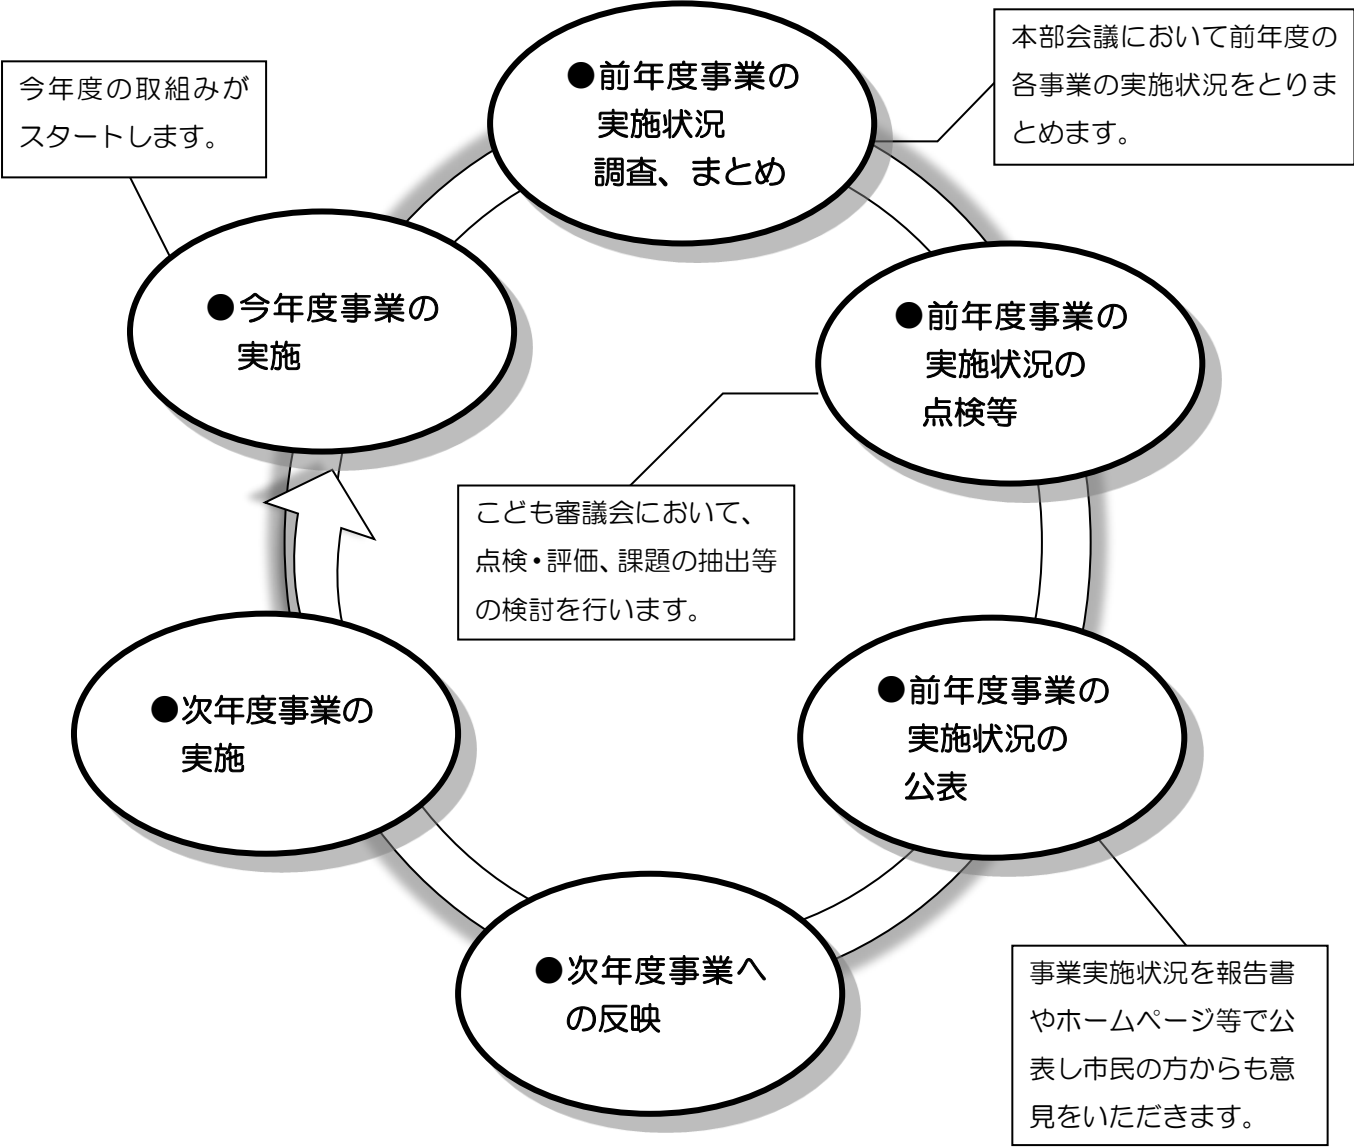 ●前年度事業の
実施状況
調査、まとめ
本部会議において前年度の
各事業の実施状況をとりま
とめます。
今年度の取組みが
スタートします。
●今年度事業の
実施
●前年度事業の
実施状況の
点検等
こども審議会において、
点検・評価、課題の抽出等
の検討を行います。
●次年度事業の
実施
●前年度事業の
実施状況の
公表
●次年度事業へ
の反映
事業実施状況を報告書
やホームページ等で公
表し市民の方からも意
見をいただきます。